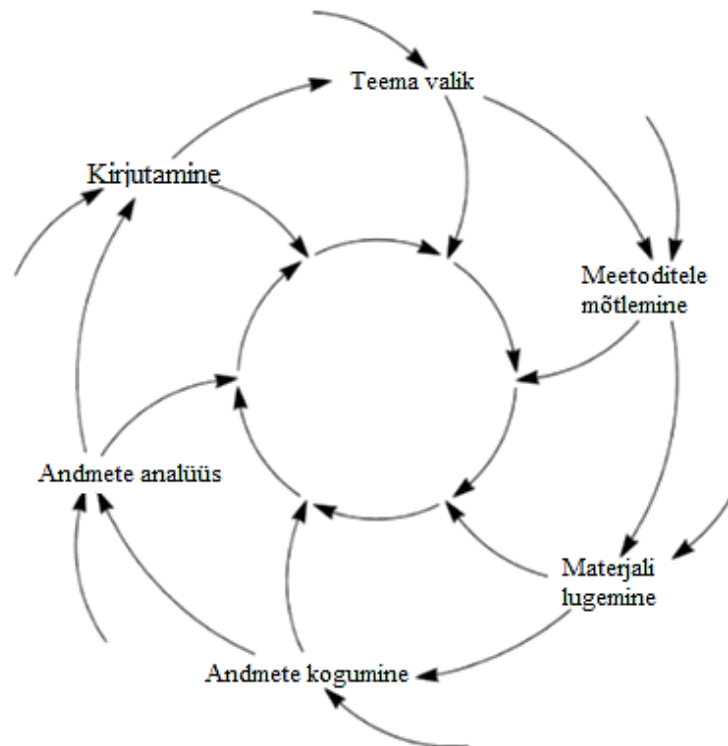 Teema valik
Kirjutamine
Meetoditele
mõtlemine
Andmete analüüs
Materjali
lugemine
Andmete kogumine